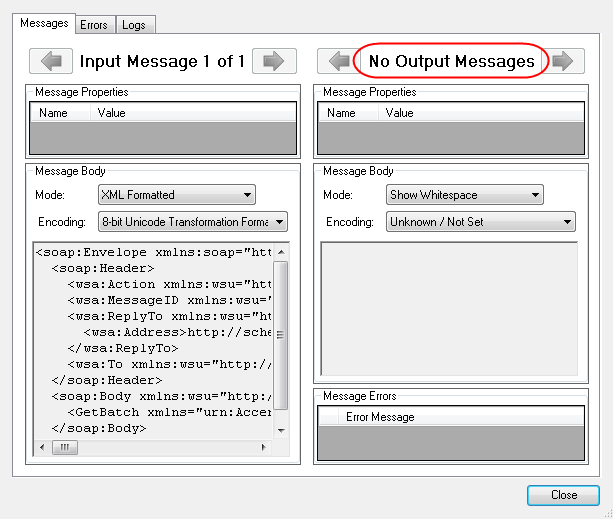 Messages Errors Logs
Input Message 1 of 1
Message Properties
Name Value
Message Body
Mode: XML Formatted
Encoding: 8-bit Unicode Transformation Forma
<soap:Envelope xmlns:soap="htt
<soap:Header>
<wsa:Action xmlns:wsu="htt
<wsa:MessageID xmlns:wsu="
<wsa:ReplyTo xmlns:wsu="ht
<wsa:Address>http://sche
</wsa:ReplyTo>
<wsa:To xmlns:wsu="http:/
</soap:Header>
<soap:Body xmlns:wsu="http
<GetBatch xmlns="urn:Accer
</soap:Body>
No Output Messages
Message Properties
Name Value
Message Body
Mode: Show Whitespace
Encoding: Unknown / Not Set
Message Errors
Error Message
Close